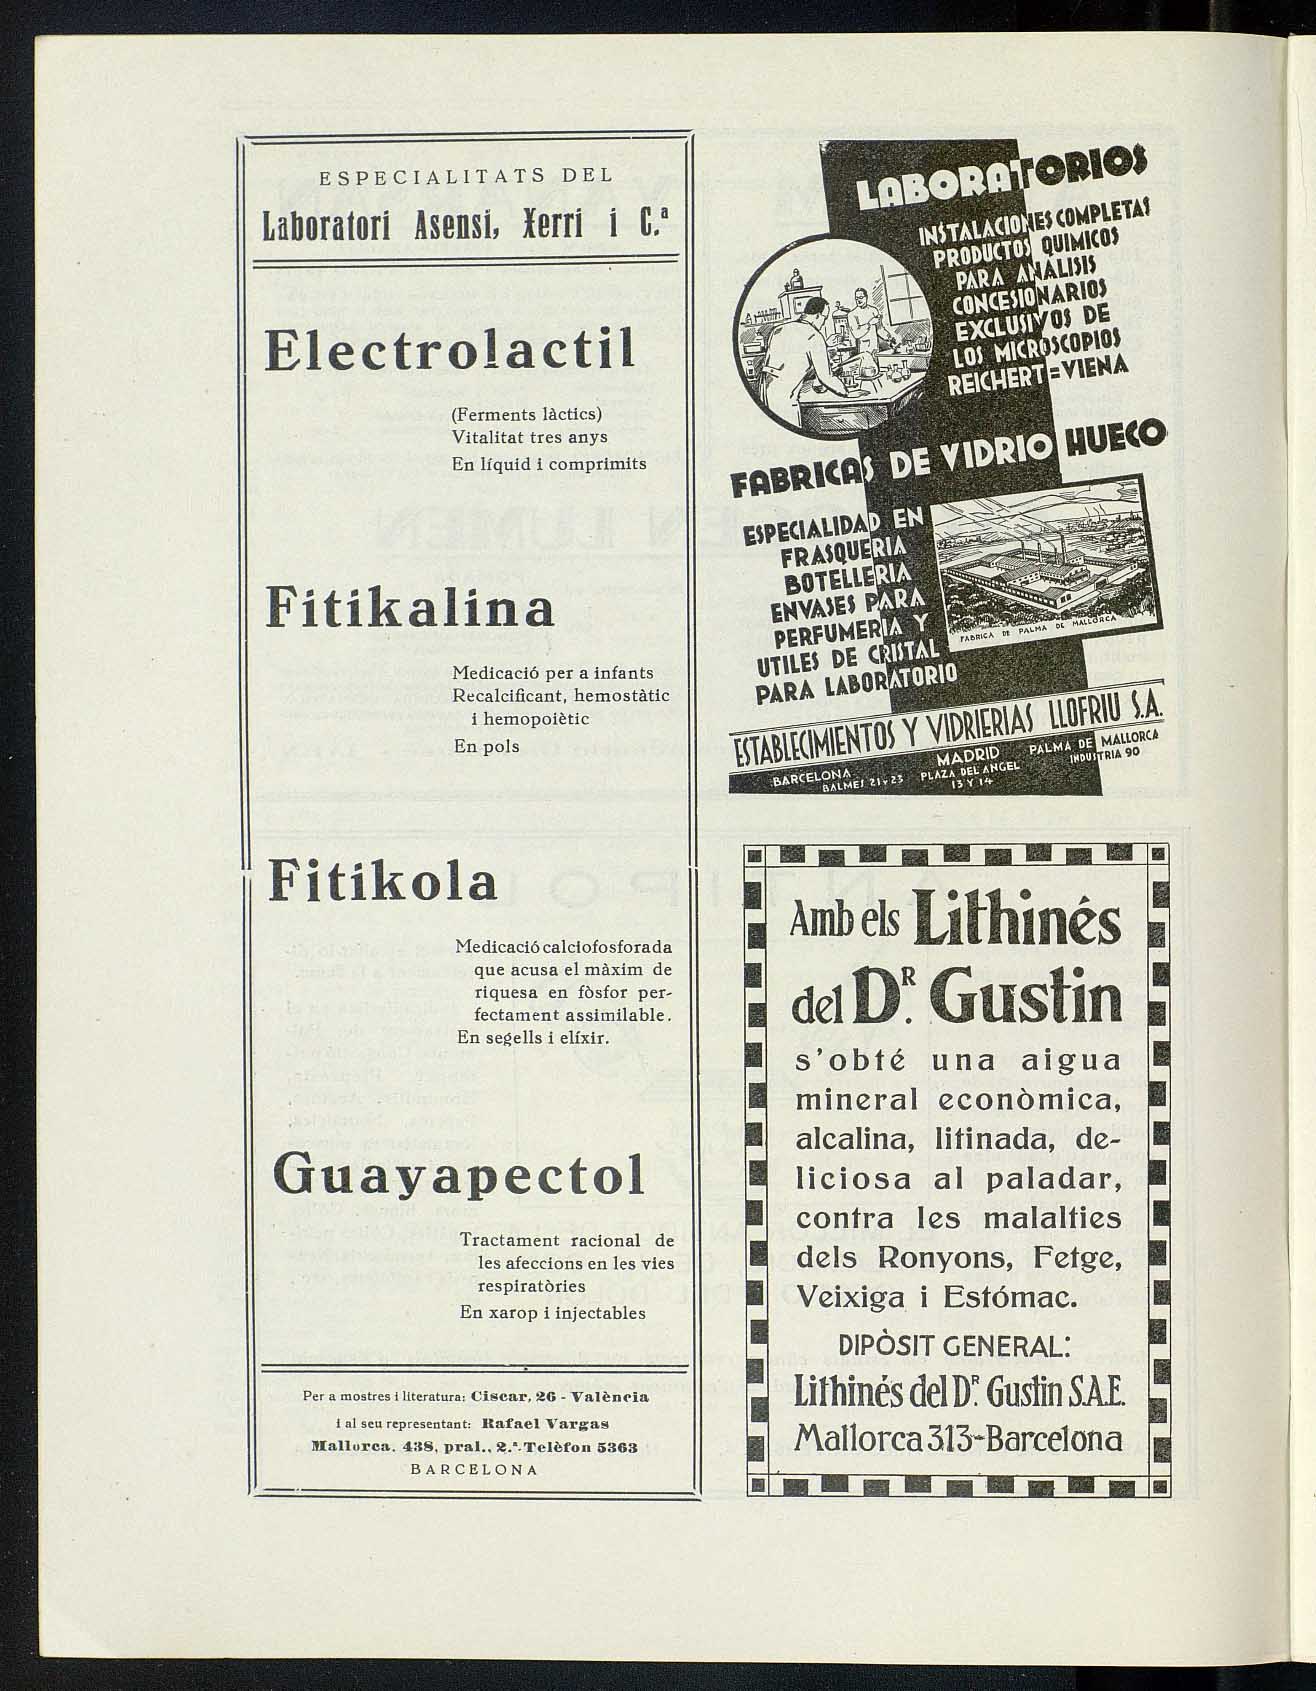 ESPECIALITATS DEL
Laboratori Asensi, Xerri i C.ª
Electrolactil
(Ferments làctics)
Vitalitat tres anys
En líquid i comprimits
Fitikalina
Medicació per a infants
Recalcificant, hemostàtic
i hemopoiètic
En pols
Fitikola
Medicació calciofosforada
que acusa el màxim de
riquesa en fòsfor per-
fectament assimilable.
En segells i elíxir.
Guayapectol
Tractament racional de
les afeccions en les vies
respiratòries
En xarop i injectables
Per a mostres i literatura: Ciscar, 26 - València
i al seu representant: Rafael Vargas
Mallorca, 438, pral., 2.ª-Telèfon 5363
BARCELONA
LABORATORIOS
INSTALACIONES COMPLETAS
PRODUCTOS QUIMICOS
PARA ANALISIS
CONCESIONARIOS
EXCLUSIVOS DE
LOS MICROSCOPIOS
REICHERT=VIENA
FABRICAS DE VIDRIO HUECO
ESPECIALIDAD EN
FRASQUERIA
BOTELLERIA
ENVASES PARA
PERFUMERIA Y
UTILES DE CRISTAL
PARA LABORATORIO
FABRICA DE PALMA DE MALLORCA
ESTABLECIMIENTOS Y VIDRIERIAS LLOFRIU S.A.
BARCELONA
BALMES 21 Y 23
MADRID
PLAZA DEL ANGEL
13 Y 14
PALMA DE MALLORCA
INDUSTRIA 90
Amb els Lithinés
del Dr. Gustin
s'obté una aigua
mineral econòmica,
alcalina, litinada, de-
liciosa al paladar,
contra les malalties
dels Ronyons, Fetge,
Veixiga i Estómac.
DIPÒSIT GENERAL:
Lithinés del Dr. Gustin S.A.E.
Mallorca 313-Barcelona